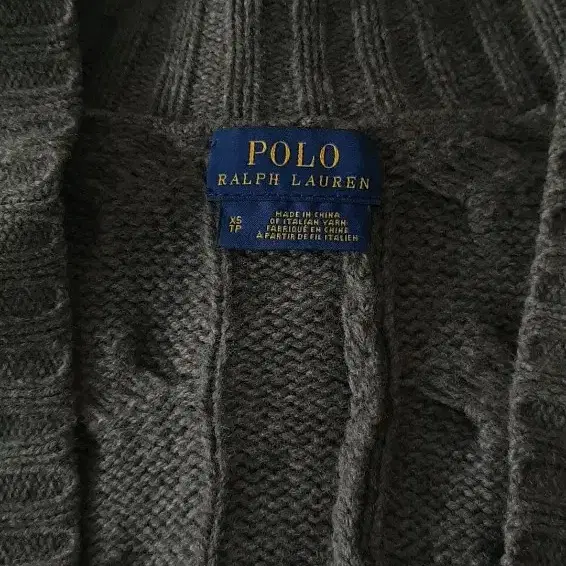 POLO
RALPH LAUREN
XS
TP
MADE IN CHINA
OF ITALIAN YARN
FABRIQUÉ EN CHINE
À PARTIR DE FIL ITALIEN